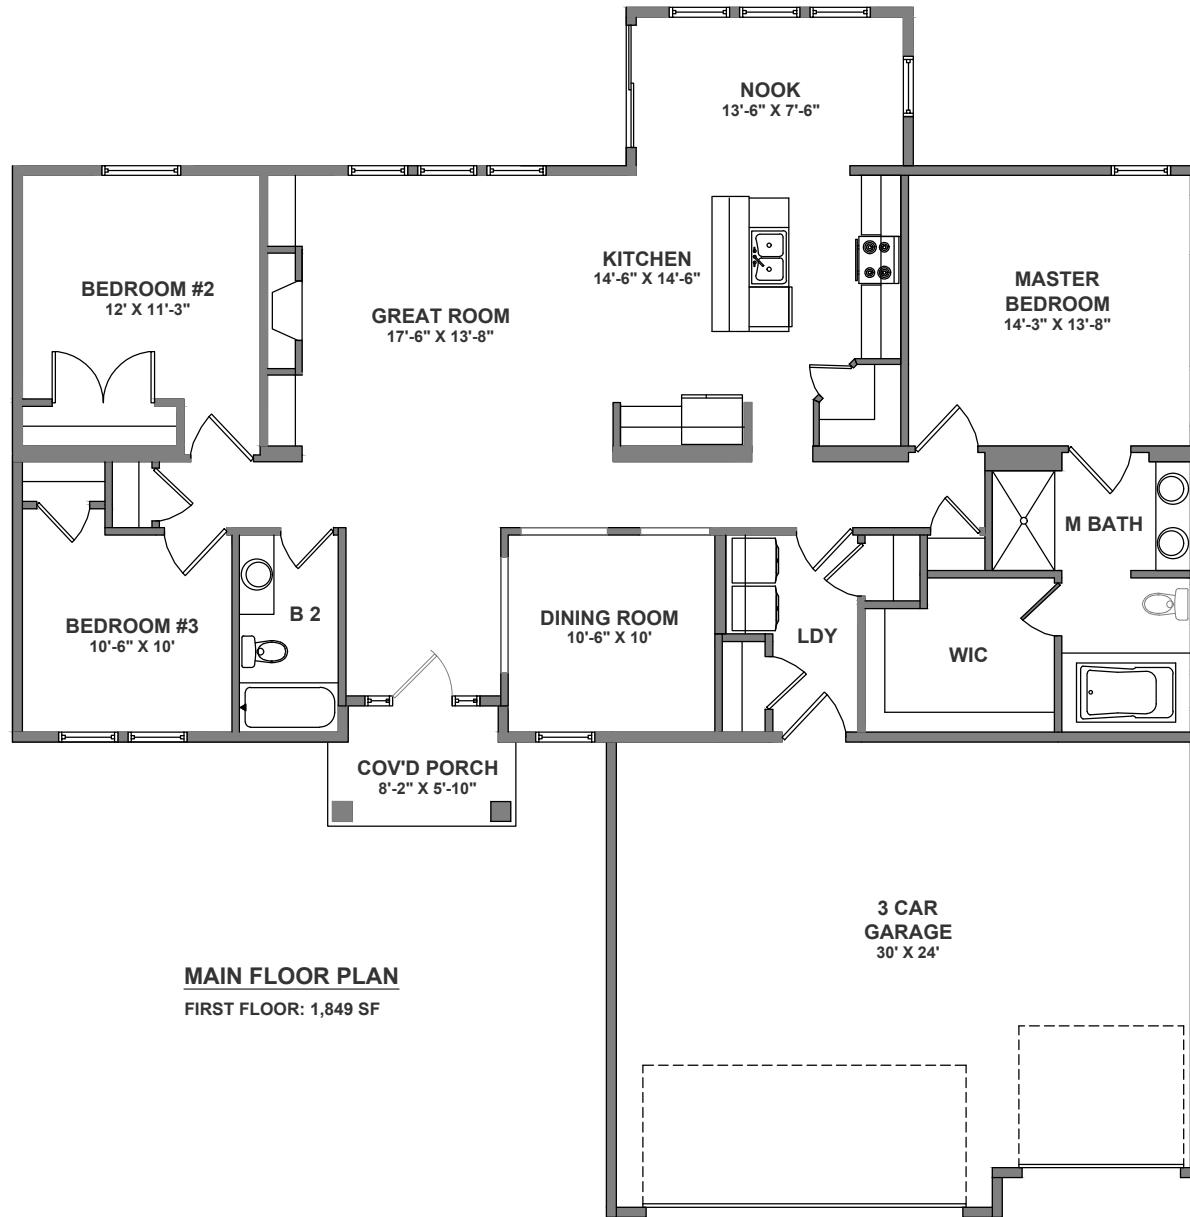 NOOK
13'-6" X 7'-6"
BEDROOM #2
12' X 11'-3"
GREAT ROOM
17'-6" X 13'-8"
KITCHEN
14'-6" X 14'-6"
MASTER
BEDROOM
14'-3" X 13'-8"
M BATH
BEDROOM #3
10'-6" X 10'
B 2
DINING ROOM
10'-6" X 10'
LDY
WIC
COV'D PORCH
8'-2" X 5'-10"
3 CAR
GARAGE
30' X 24'
MAIN FLOOR PLAN
FIRST FLOOR: 1,849 SF